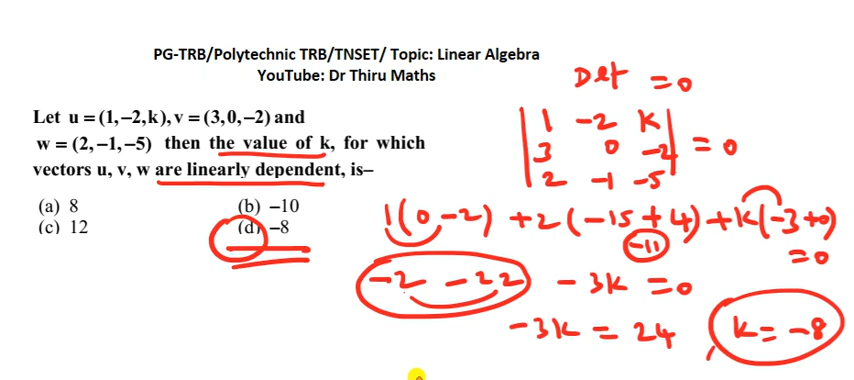 PG-TRB/Polytechnic TRB/TNSET/ Topic: Linear Algebra
YouTube: Dr Thiru Maths
Let u = (1, –2, k), v = (3, 0, –2) and
w = (2, –1, –5) then the value of k, for which
vectors u, v, w are linearly dependent, is–
(a) 8 (b) –10
(c) 12 (d) –8
Det = 0
| 1 -2 K |
| 3 0 -2 | = 0
| 2 -1 -5 |
1(0-2) +2(-15+4) +K(-3+0)
-11 = 0
-2 -22 - 3K = 0
-3K = 24 K = -8